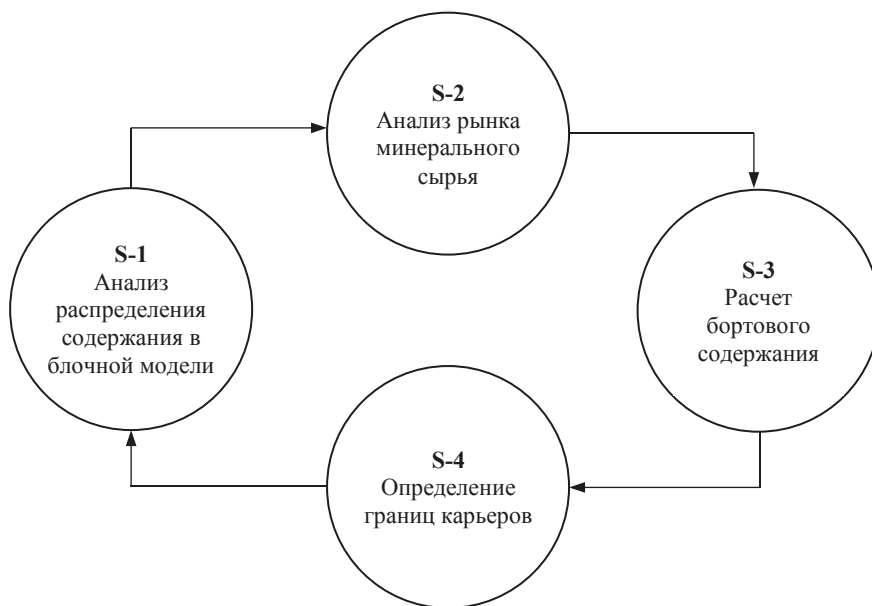 S-1
Анализ
распределения
содержания в
блочной модели
S-2
Анализ рынка
минерального
сырья
S-3
Расчет
бортового
содержания
S-4
Определение
границ карьеров